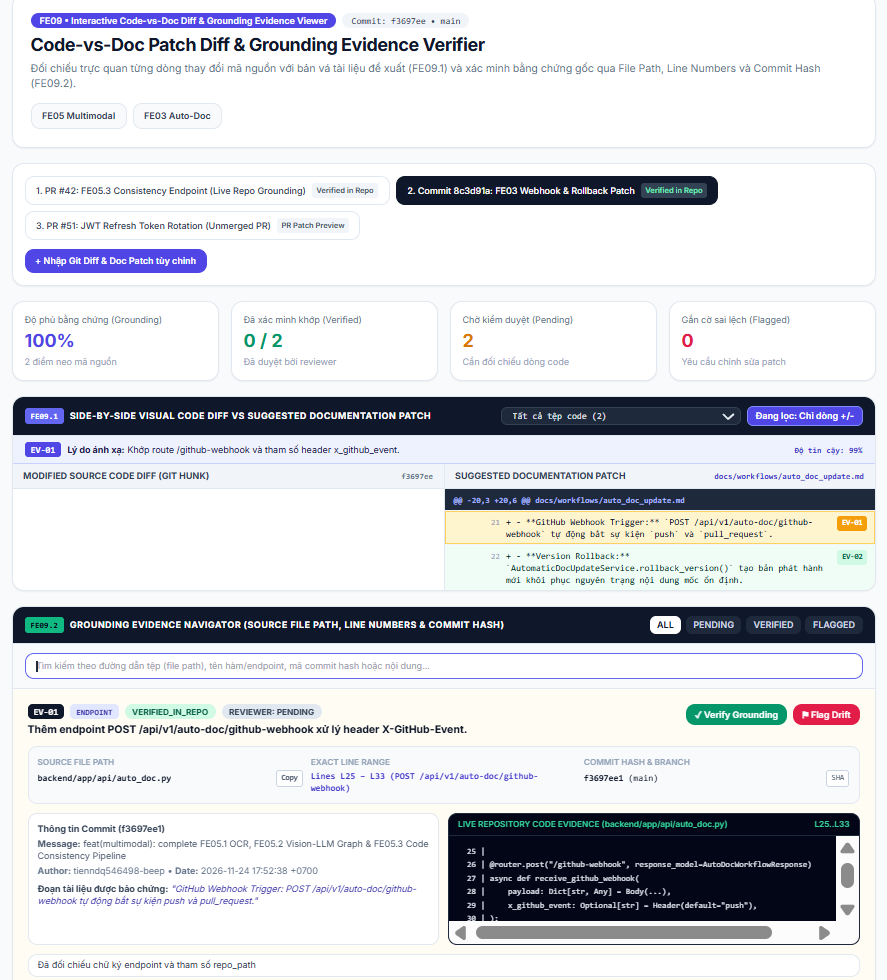 FE09 • Interactive Code-vs-Doc Diff & Grounding Evidence Viewer
Commit: f3697ee • main
Code-vs-Doc Patch Diff & Grounding Evidence Verifier
Đối chiếu trực quan từng dòng thay đổi mã nguồn với bản vá tài liệu đề xuất (FE09.1) và xác minh bằng chứng gốc qua File Path, Line Numbers và Commit Hash
(FE09.2).
FE05 Multimodal
FE03 Auto-Doc
1. PR #42: FE05.3 Consistency Endpoint (Live Repo Grounding) Verified in Repo
2. Commit 8c3d91a: FE03 Webhook & Rollback Patch Verified in Repo
3. PR #51: JWT Refresh Token Rotation (Unmerged PR) PR Patch Preview
+ Nhập Git Diff & Doc Patch tùy chỉnh
Độ phủ bằng chứng (Grounding)
100%
2 điểm neo mã nguồn
Đã xác minh khớp (Verified)
0 / 2
Đã duyệt bởi reviewer
Chờ kiểm duyệt (Pending)
2
Cần đối chiếu dòng code
Gắn cờ sai lệch (Flagged)
0
Yêu cầu chỉnh sửa patch
FE09.1 SIDE-BY-SIDE VISUAL CODE DIFF VS SUGGESTED DOCUMENTATION PATCH
Tất cả tệp code (2)
Đang lọc: Chỉ dòng +/-
EV-01 Lý do ánh xạ: Khớp route /github-webhook và tham số header x_github_event.
Độ tin cậy: 99%
MODIFIED SOURCE CODE DIFF (GIT HUNK)
f3697ee
SUGGESTED DOCUMENTATION PATCH
docs/workflows/auto_doc_update.md
@@ -20,3 +20,6 @@ docs/workflows/auto_doc_update.md
21 + - **GitHub Webhook Trigger:** `POST /api/v1/auto-doc/github-
webhook` tự động bắt sự kiện `push` và `pull_request`.
EV-01
22 + - **Version Rollback:**
`AutomaticDocUpdateService.rollback_version()` tạo bản phát hành
mới khôi phục nguyên trạng nội dung mốc ổn định.
EV-02
FE09.2 GROUNDING EVIDENCE NAVIGATOR (SOURCE FILE PATH, LINE NUMBERS & COMMIT HASH)
ALL
PENDING
VERIFIED
FLAGGED
Tìm kiếm theo đường dẫn tệp (file path), tên hàm/endpoint, mã commit hash hoặc nội dung...
EV-01 ENDPOINT VERIFIED_IN_REPO REVIEWER: PENDING
✓ Verify Grounding
⚑ Flag Drift
Thêm endpoint POST /api/v1/auto-doc/github-webhook xử lý header X-GitHub-Event.
SOURCE FILE PATH
backend/app/api/auto_doc.py
Copy
EXACT LINE RANGE
Lines L25 – L33 (POST /api/v1/auto-doc/github-
webhook)
COMMIT HASH & BRANCH
f3697ee1 (main)
SHA
Thông tin Commit (f3697ee1)
Message: feat(multimodal): complete FE05.1 OCR, FE05.2 Vision-LLM Graph & FE05.3 Code
Consistency Pipeline
Author: tienndq546498-beep • Date: 2026-11-24 17:52:38 +0700
Đoạn tài liệu được bảo chứng: "GitHub Webhook Trigger: POST /api/v1/auto-doc/github-
webhook tự động bắt sự kiện push và pull_request."
LIVE REPOSITORY CODE EVIDENCE (backend/app/api/auto_doc.py)
L25..L33
25 |
26 | @router.post("/github-webhook", response_model=AutoDocWorkflowResponse)
27 | async def receive_github_webhook(
28 | payload: Dict[str, Any] = Body(...),
29 | x_github_event: Optional[str] = Header(default="push"),
30 | ):
Đã đối chiếu chữ ký endpoint và tham số repo_path